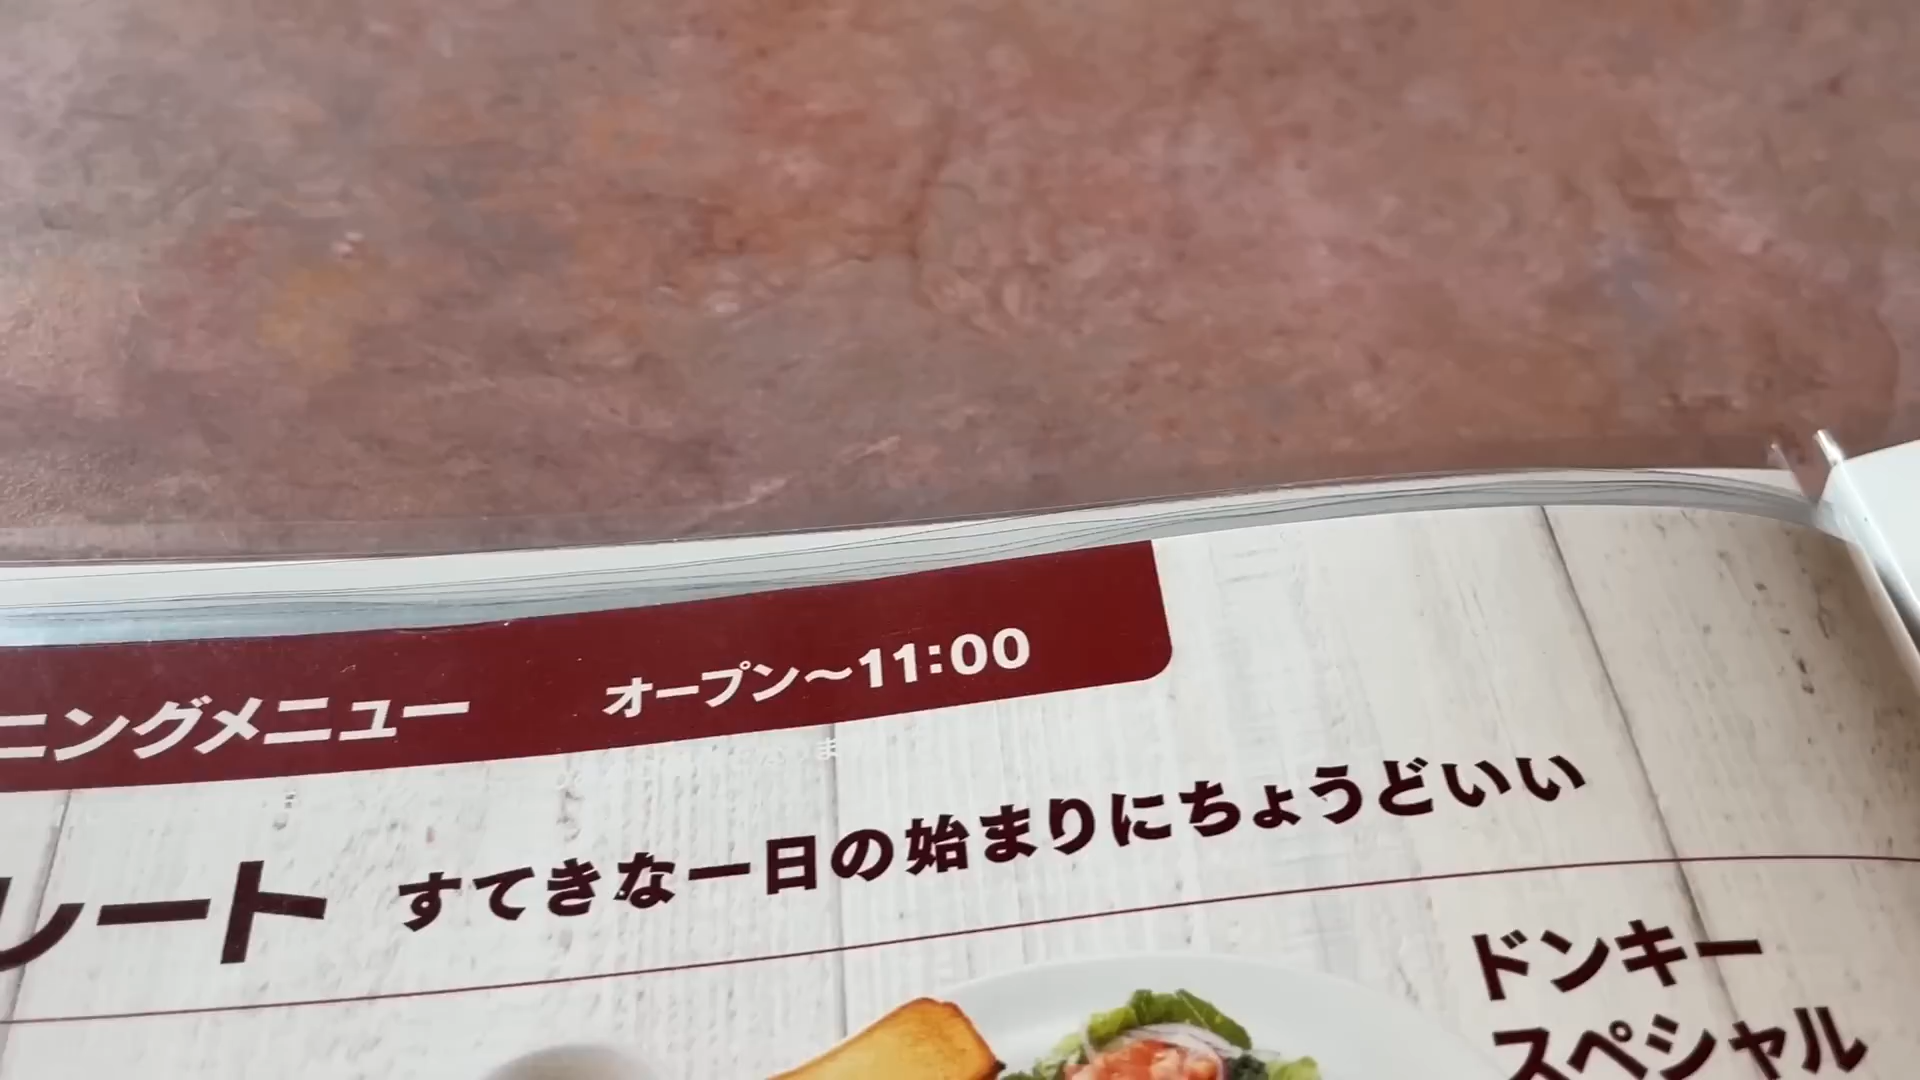 ニングメニュー オープン〜11:00
レート すてきな一日の始まりにちょうどいい
ドンキー
スペシャル